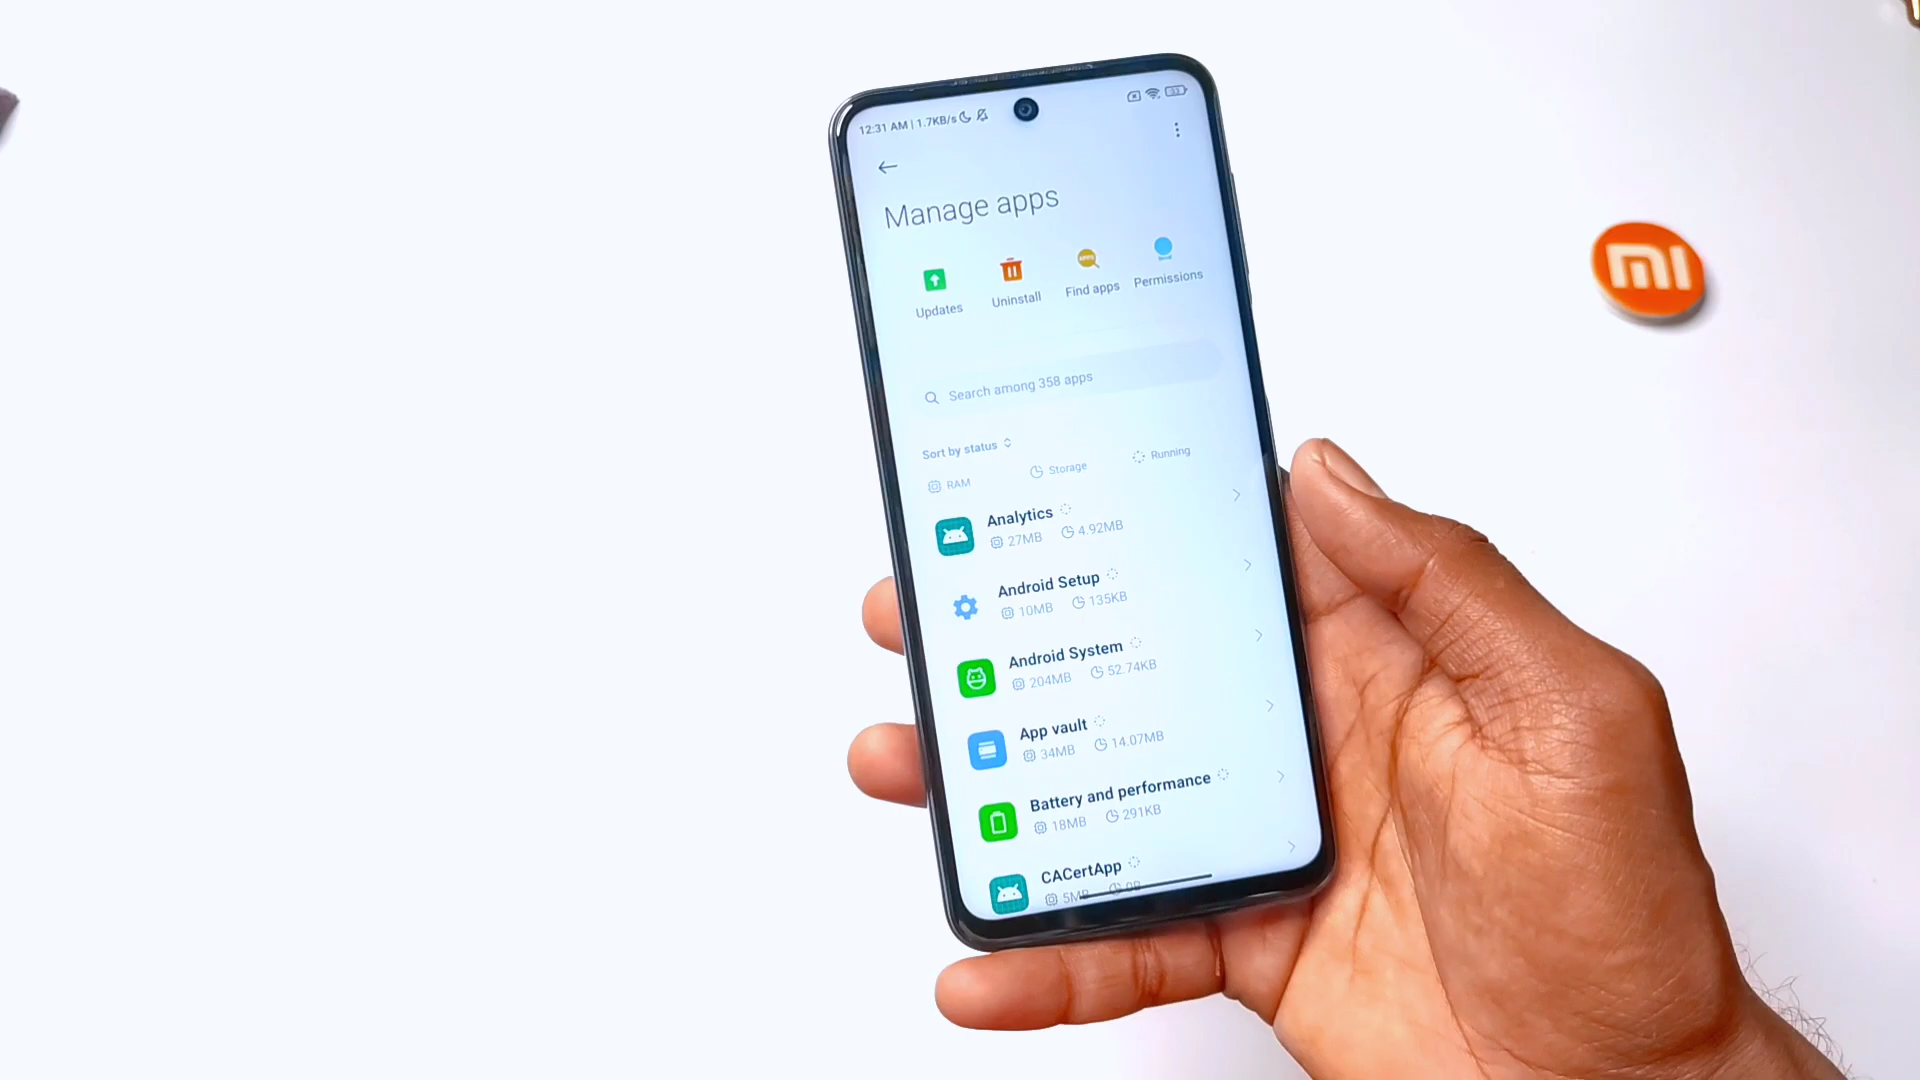 12:31 AM | 1.7KB/s
Manage apps
Updates
Uninstall
Find apps
Permissions
Search among 358 apps
Sort by status
RAM
Storage
Running
Analytics
27MB 4.92MB
Android Setup
10MB 135KB
Android System
204MB 52.74KB
App vault
34MB 14.07MB
Battery and performance
18MB 291KB
CACertApp
5MB 0B
MI